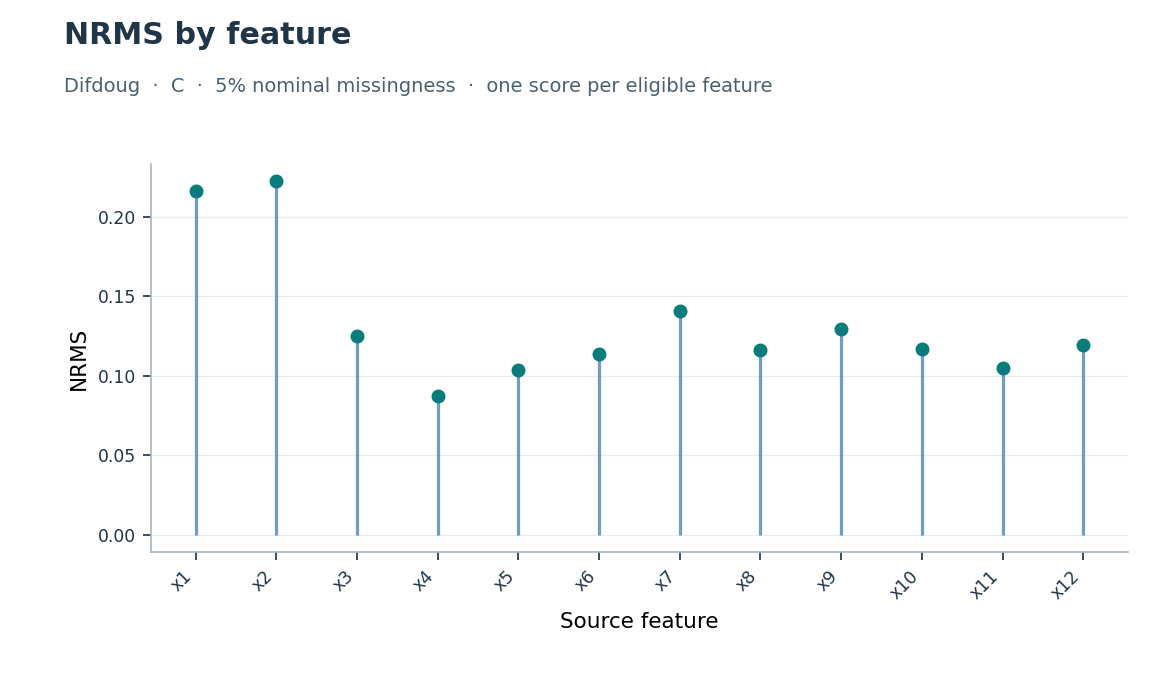 NRMS by feature
Difdoug · C · 5% nominal missingness · one score per eligible feature
0.20
0.15
0.10
0.05
0.00
NRMS
x1 x2 x3 x4 x5 x6 x7 x8 x9 x10 x11 x12
Source feature